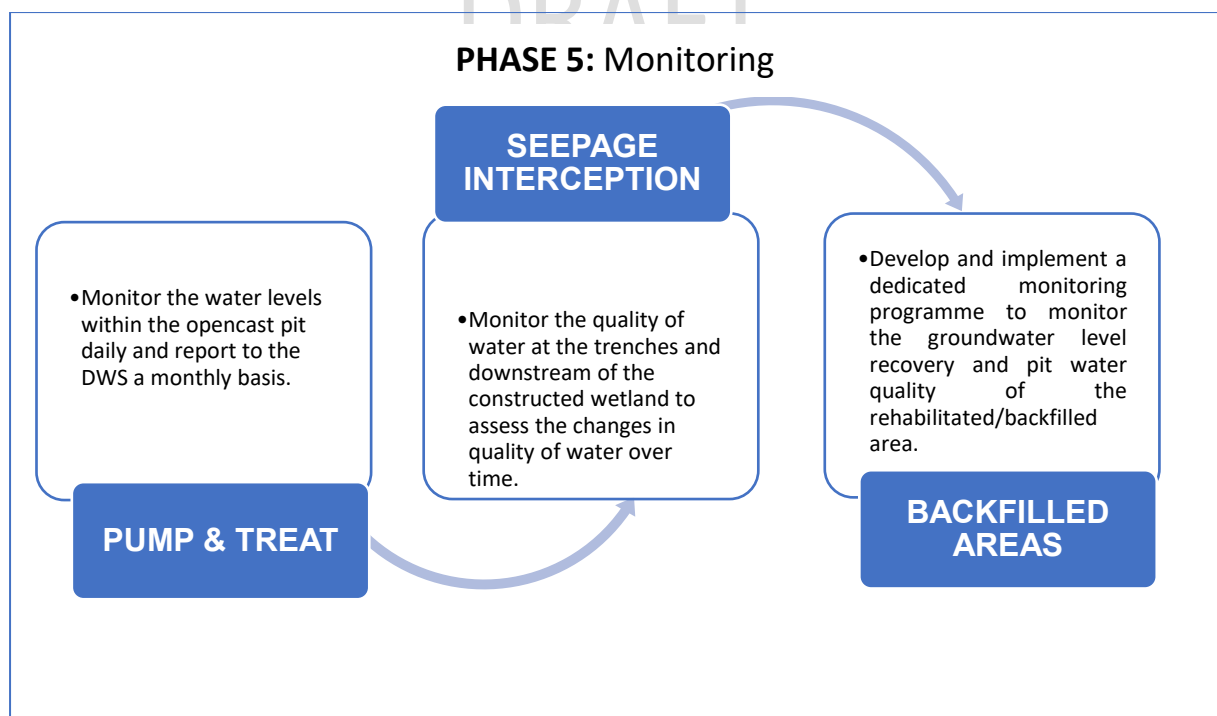 DRAFT
PHASE 5: Monitoring
PUMP & TREAT
•Monitor the water levels
within the opencast pit
daily and report to the
DWS a monthly basis.
SEEPAGE
INTERCEPTION
•Monitor the quality of
water at the trenches and
downstream of the
constructed wetland to
assess the changes in
quality of water over
time.
BACKFILLED
AREAS
•Develop and implement a
dedicated monitoring
programme to monitor
the groundwater level
recovery and pit water
quality of the
rehabilitated/backfilled
area.